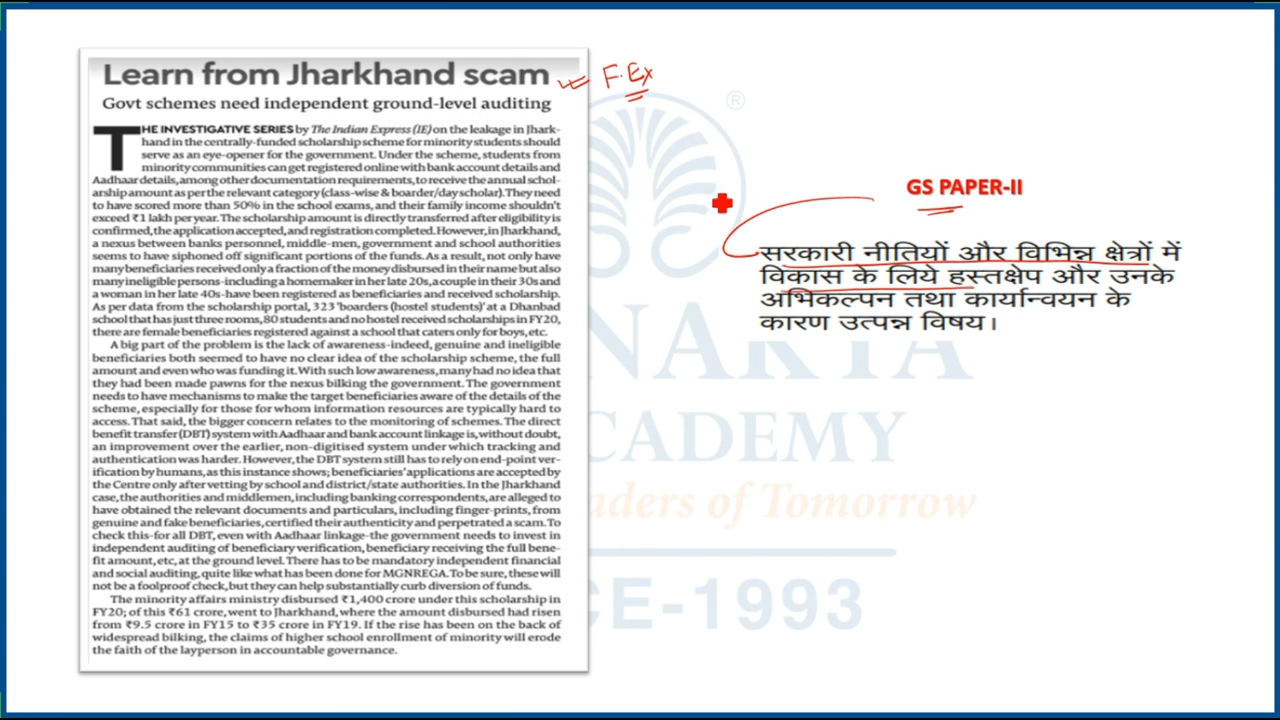 Learn from Jharkhand scam
F. Ex
Govt schemes need independent ground-level auditing
THE INVESTIGATIVE SERIES by The Indian Express (IE) on the leakage in Jhark-
hand in the centrally-funded scholarship scheme for minority students should
serve as an eye-opener for the government. Under the scheme, students from
minority communities can get registered online with bank account details and
Aadhaar details, among other documentation requirements, to receive the annual schol-
arship amount as per the relevant category (class-wise & boarder/day scholar). They need
to have scored more than 50% in the school exams, and their family income shouldn't
exceed ₹1 lakh per year. The scholarship amount is directly transferred after eligibility is
confirmed, the application accepted, and registration completed. However, in Jharkhand,
a nexus between banks personnel, middle-men, government and school authorities
seems to have siphoned off significant portions of the funds. As a result, not only have
many beneficiaries received only a fraction of the money disbursed in their name but also
many ineligible persons-including a homemaker in her late 20s, a couple in their 30s and
a woman in her late 40s-have been registered as beneficiaries and received scholarship.
As per data from the scholarship portal, 323 'boarders (hostel students)' at a Dhanbad
school that has just three rooms, 80 students and no hostel received scholarships in FY20,
there are female beneficiaries registered against a school that caters only for boys, etc.
A big part of the problem is the lack of awareness-indeed, genuine and ineligible
beneficiaries both seemed to have no clear idea of the scholarship scheme, the full
amount and even who was funding it. With such low awareness, many had no idea that
they had been made pawns for the nexus bilking the government. The government
needs to have mechanisms to make the target beneficiaries aware of the details of the
scheme, especially for those for whom information resources are typically hard to
access. That said, the bigger concern relates to the monitoring of schemes. The direct
benefit transfer (DBT) system with Aadhaar and bank account linkage is, without doubt,
an improvement over the earlier, non-digitised system under which tracking and
authentication was harder. However, the DBT system still has to rely on end-point ver-
ification by humans, as this instance shows; beneficiaries' applications are accepted by
the Centre only after vetting by school and district/state authorities. In the Jharkhand
case, the authorities and middlemen, including banking correspondents, are alleged to
have obtained the relevant documents and particulars, including finger-prints, from
genuine and fake beneficiaries, certified their authenticity and perpetrated a scam. To
check this-for all DBT, even with Aadhaar linkage-the government needs to invest in
independent auditing of beneficiary verification, beneficiary receiving the full bene-
fit amount, etc, at the ground level. There has to be mandatory independent financial
and social auditing, quite like what has been done for MGNREGA. To be sure, these will
not be a foolproof check, but they can help substantially curb diversion of funds.
The minority affairs ministry disbursed ₹1,400 crore under this scholarship in
FY20; of this ₹61 crore, went to Jharkhand, where the amount disbursed had risen
from ₹9.5 crore in FY15 to ₹35 crore in FY19. If the rise has been on the back of
widespread bilking, the claims of higher school enrollment of minority will erode
the faith of the layperson in accountable governance.
GS PAPER-II
सरकारी नीतियों और विभिन्न क्षेत्रों में
विकास के लिये हस्तक्षेप और उनके
अभिकल्पन तथा कार्यान्वयन के
कारण उत्पन्न विषय।
®
ACADEMY
of Tomorrow
CE-1993